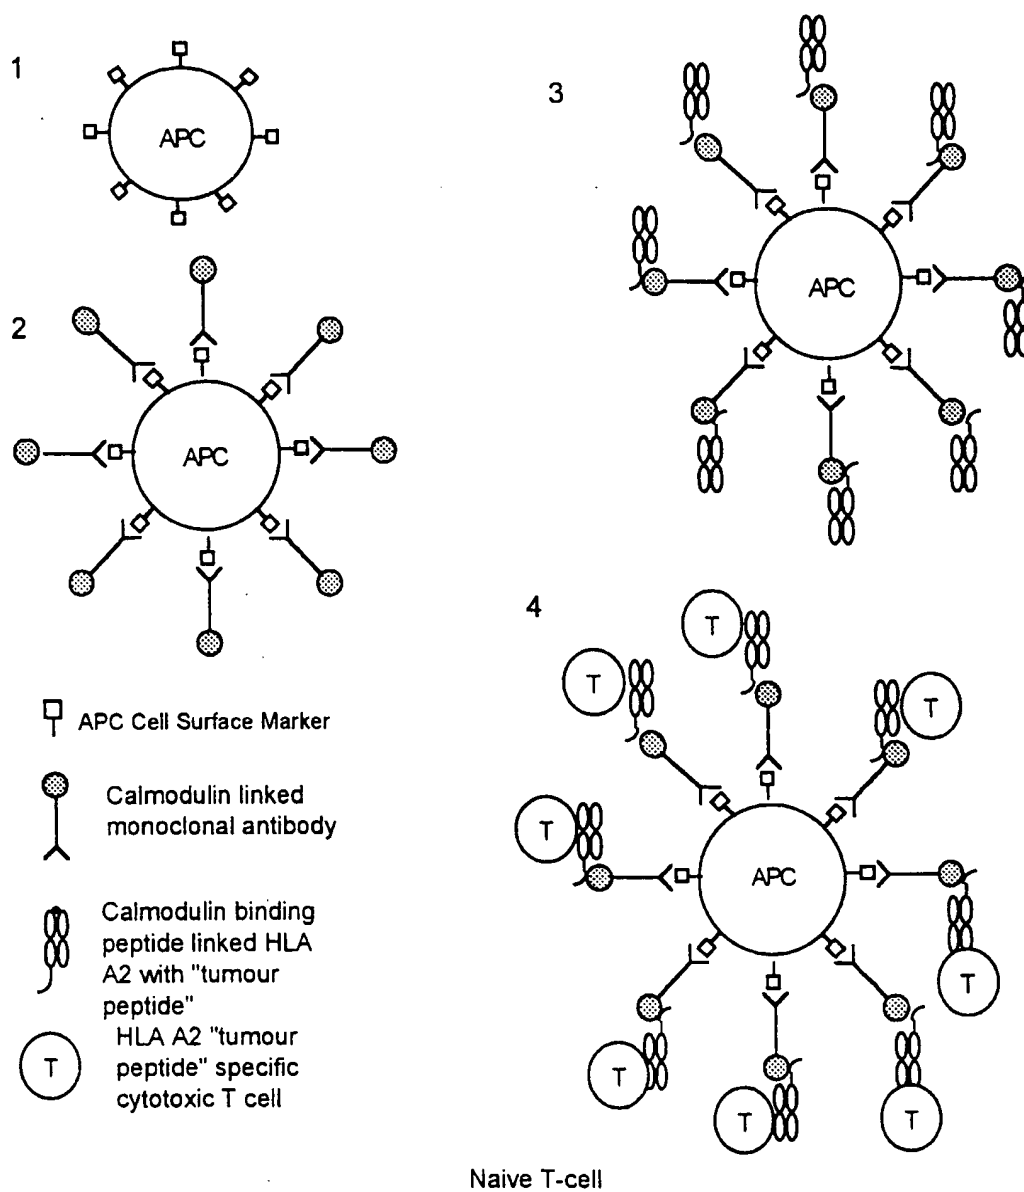 1
APC
2
APC
APC Cell Surface Marker
Calmodulin linked
monoclonal antibody
Calmodulin binding
peptide linked HLA
A2 with "tumour
peptide"
HLA A2 "tumour
T
peptide" specific
cytotoxic T cell
3
APC
4
T
T
T
T
APC
T
T
T
T
Naive T-cell